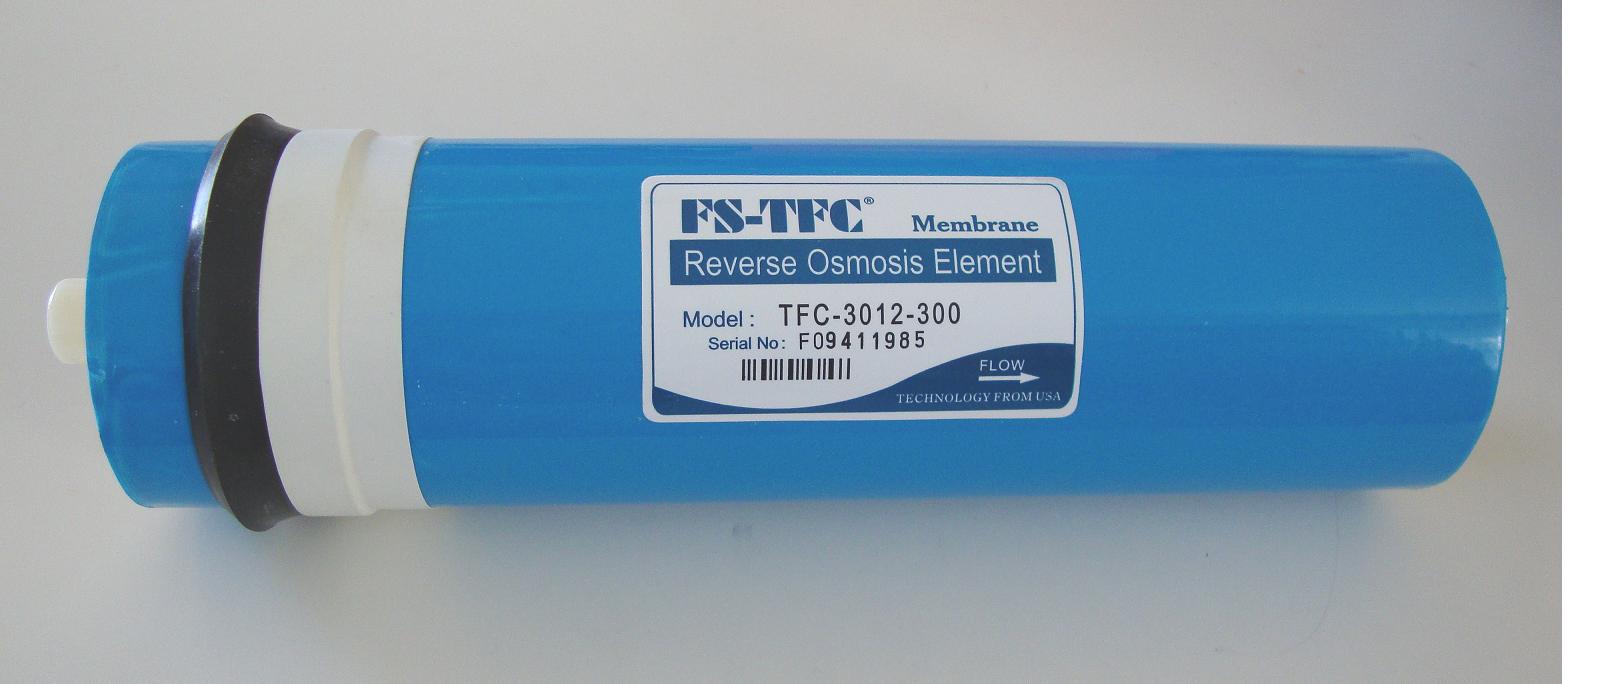 FS-TFC®
Membrane
Reverse Osmosis Element
Model : TFC-3012-300
Serial No : F09411985
FLOW
TECHNOLOGY FROM USA